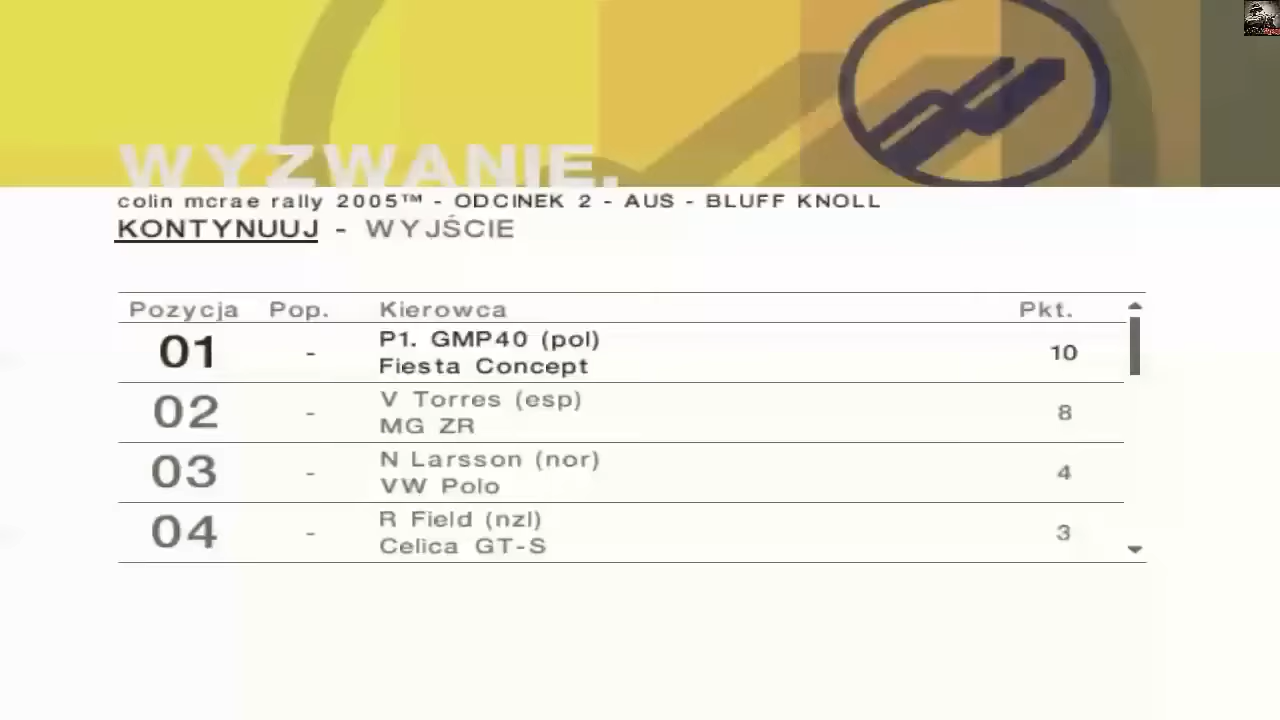 WYZWANIE.
colin mcrae rally 2005™ - ODCINEK 2 - AUS - BLUFF KNOLL
KONTYNUUJ - WYJŚCIE
Pozycja Pop. Kierowca Pkt.
01 - P1. GMP40 (pol) 10
Fiesta Concept
02 - V Torres (esp) 8
MG ZR
03 - N Larsson (nor) 4
VW Polo
04 - R Field (nzl) 3
Celica GT-S